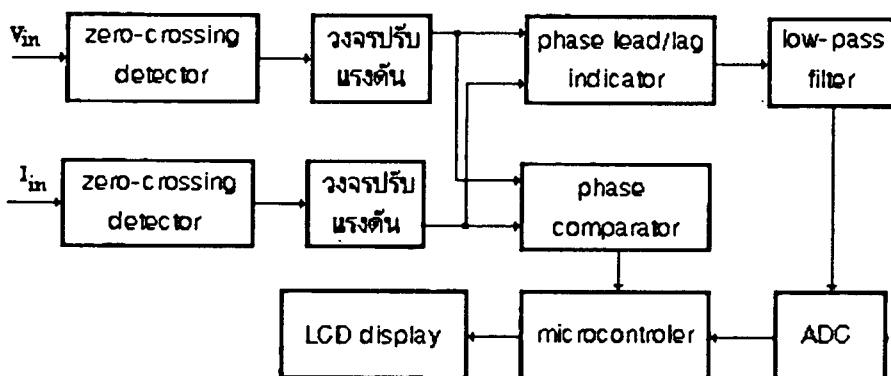 Vin
zero-crossing
detector
วงจรปรับ
แรงดัน
phase lead/lag
indicator
low-pass
filter
Iin
zero-crossing
detector
วงจรปรับ
แรงดัน
phase
comparator
LCD display
microcontroler
ADC